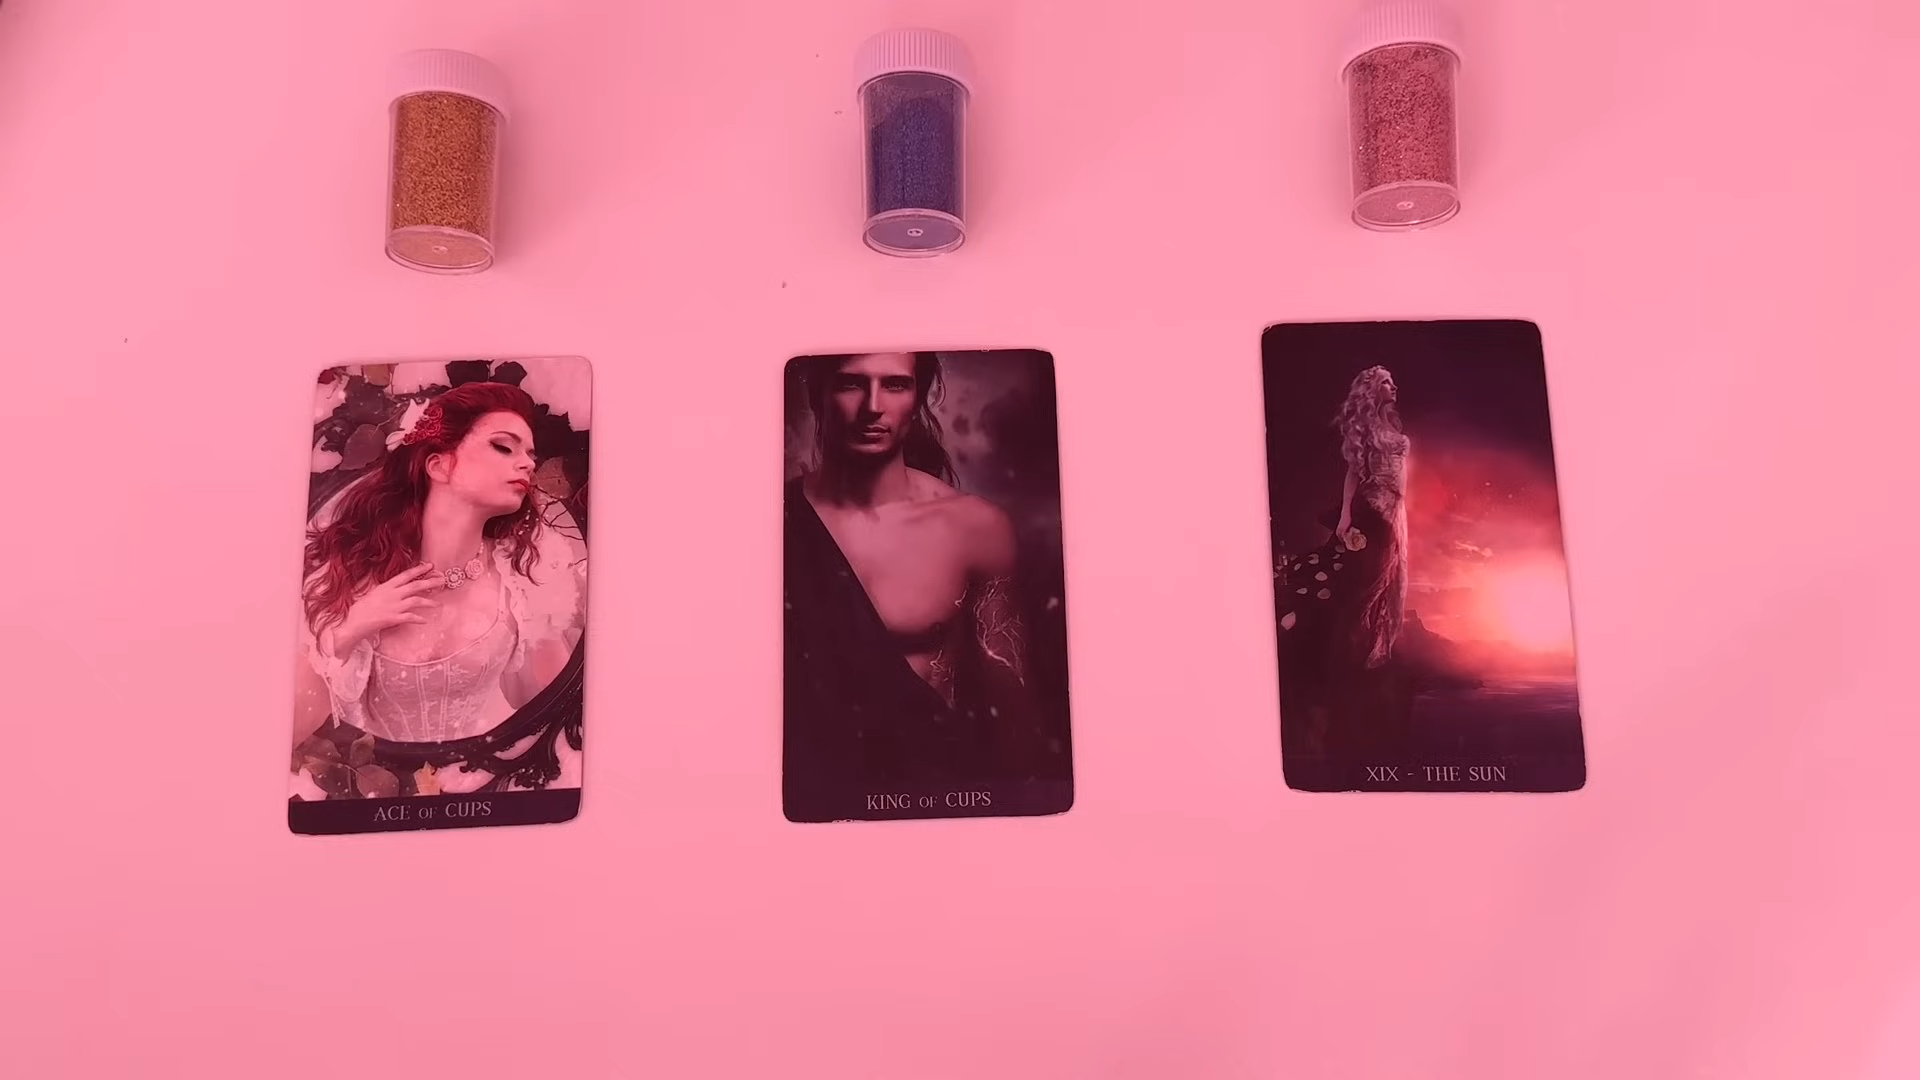 ACE OF CUPS
KING OF CUPS
XIX - THE SUN